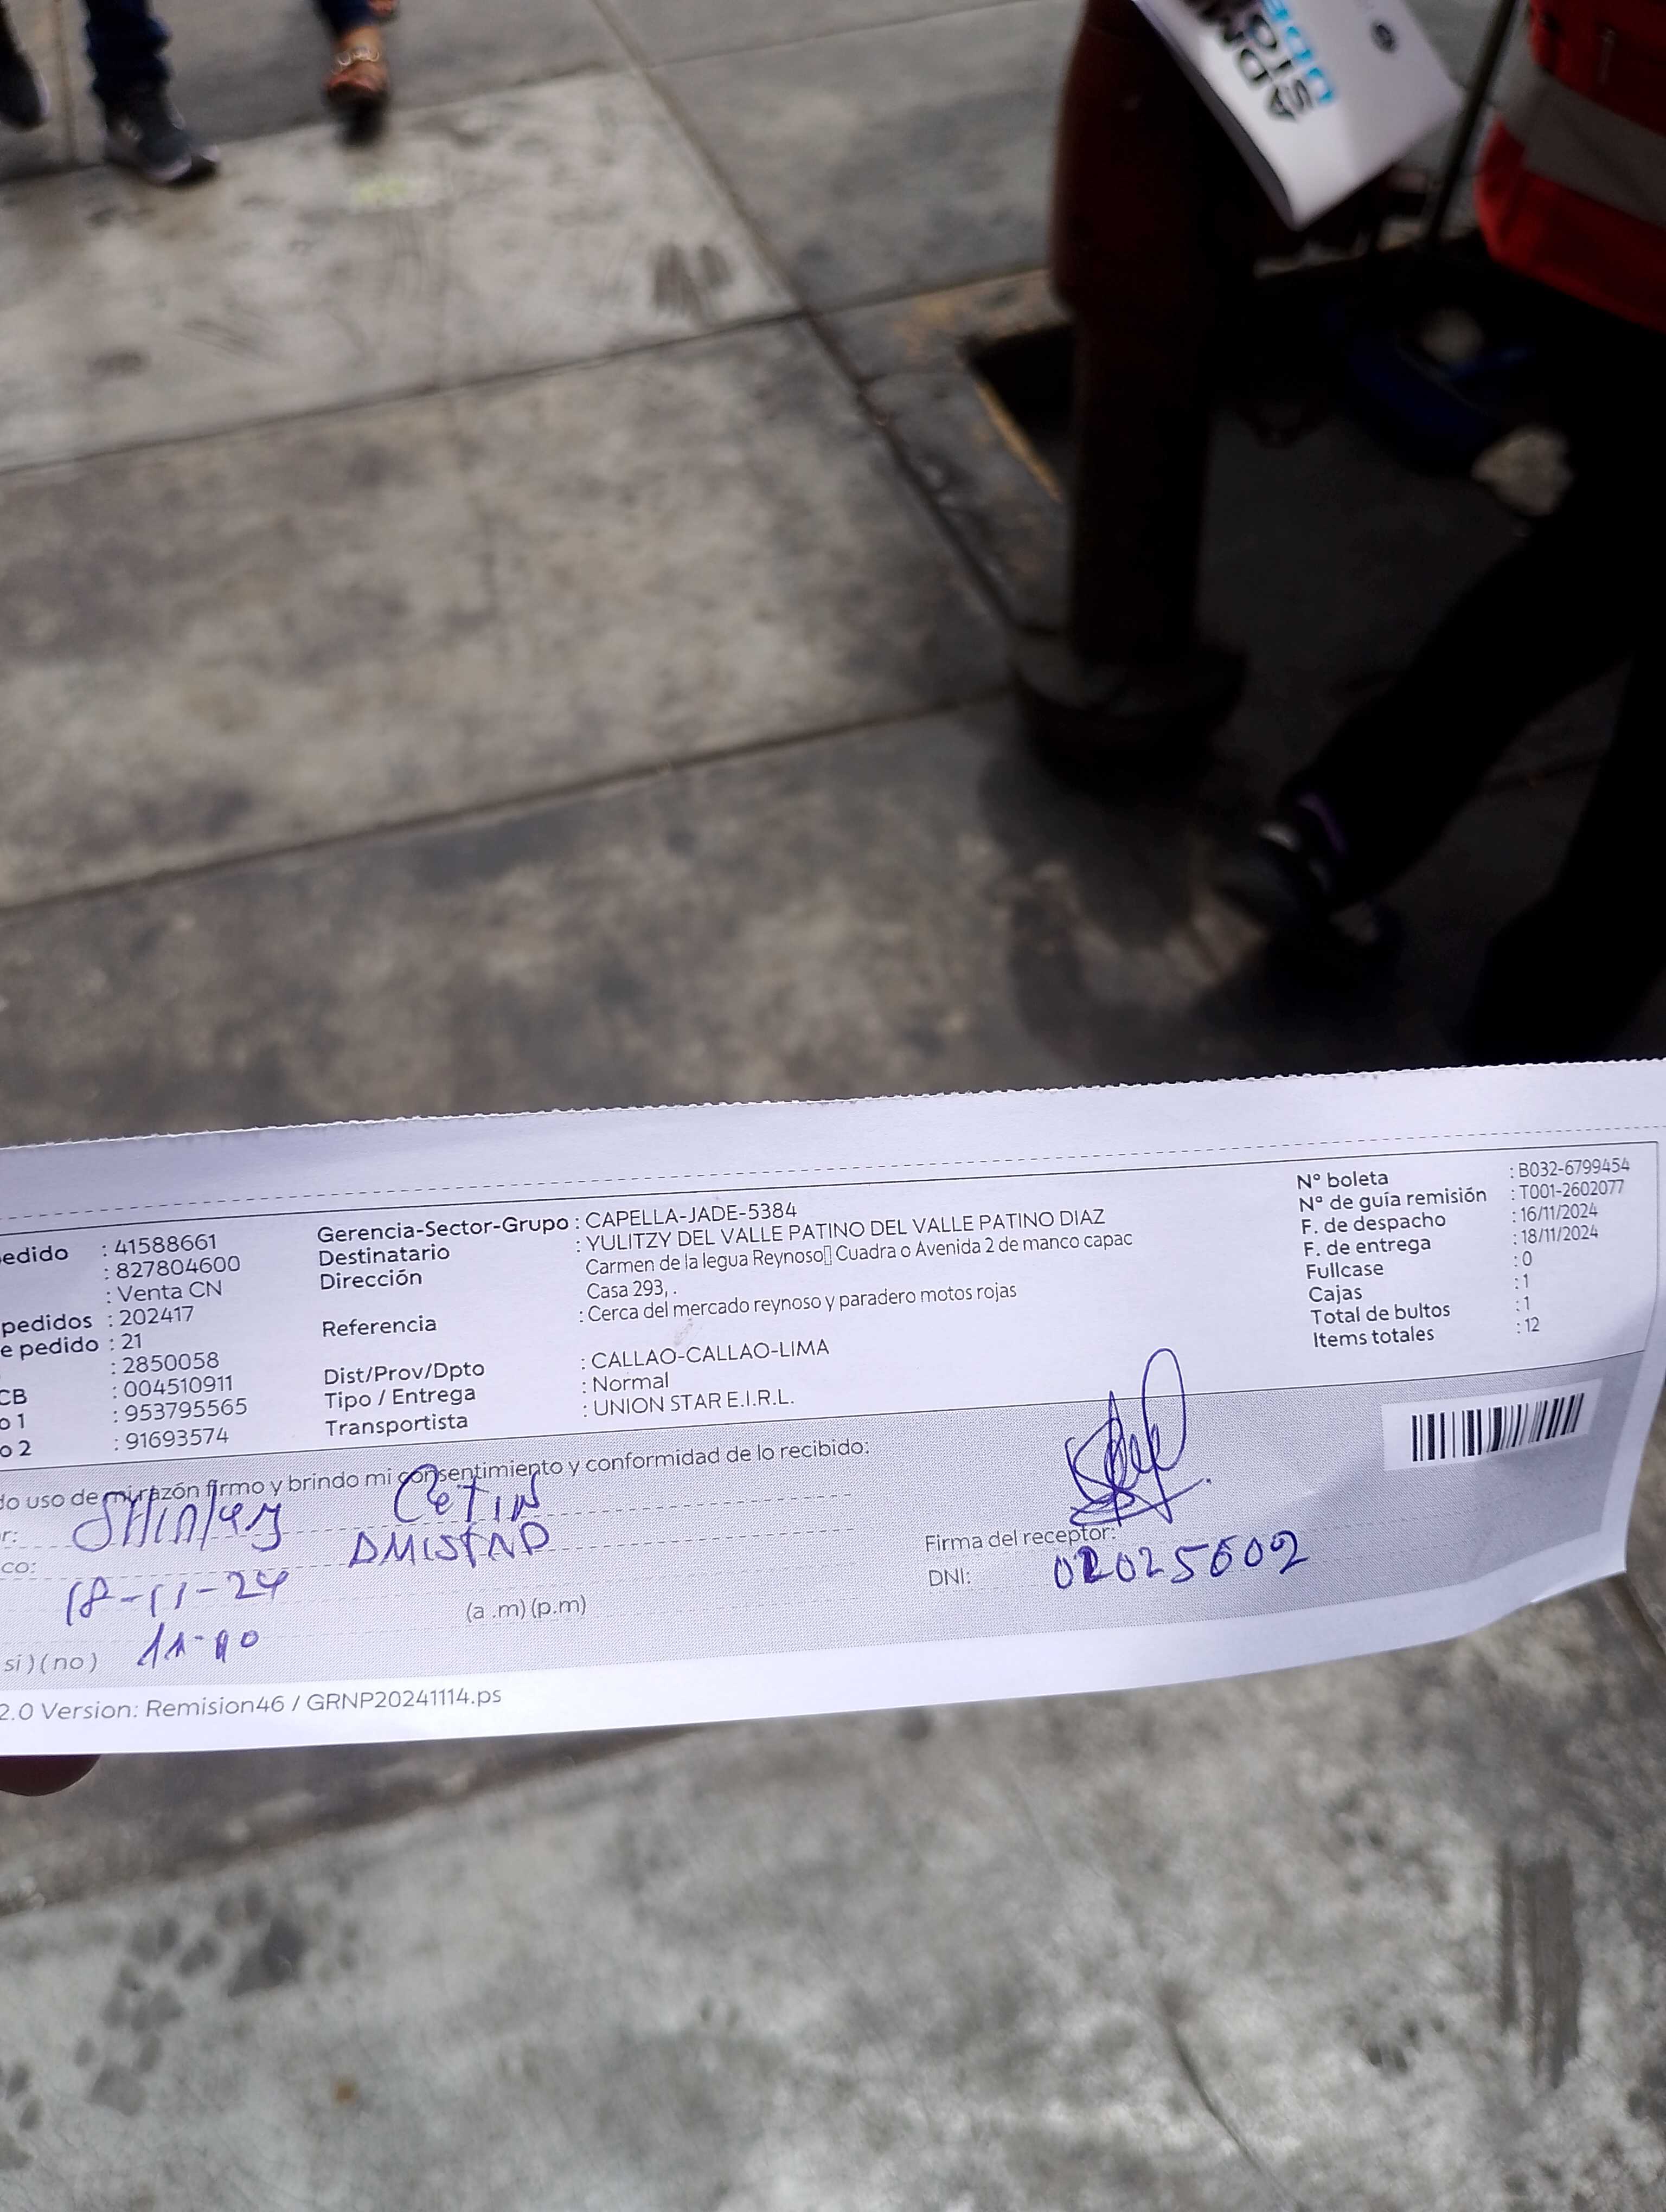 edido : 41588661
: 827804600
: Venta CN
pedidos : 202417
e pedido : 21
: 2850058
CB : 004510911
o 1 : 953795565
o 2 : 91693574
Gerencia-Sector-Grupo : CAPELLA-JADE-5384
Destinatario : YULITZY DEL VALLE PATINO DEL VALLE PATINO DIAZ
Dirección Carmen de la legua Reynoso▯ Cuadra o Avenida 2 de manco capac
Casa 293, .
Referencia : Cerca del mercado reynoso y paradero motos rojas
Dist/Prov/Dpto : CALLAO-CALLAO-LIMA
Tipo / Entrega : Normal
Transportista : UNION STAR E.I.R.L.
Nº boleta : B032-6799454
Nº de guía remisión : T001-2602077
F. de despacho : 16/11/2024
F. de entrega : 18/11/2024
Fullcase : 0
Cajas : 1
Total de bultos : 1
Items totales : 12
do uso de mi razón firmo y brindo mi consentimiento y conformidad de lo recibido:
r:
co:
18-11-24
(a .m) (p.m)
si ) ( no )
Firma del receptor:
DNI: 02025602
2.0 Version: Remision46 / GRNP20241114.ps